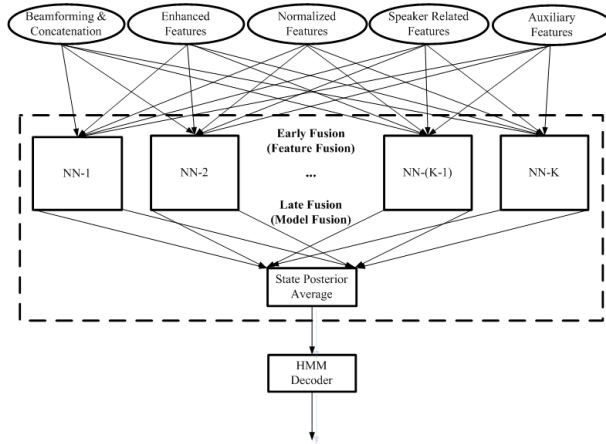 Beamforming &
Concatenation
Enhanced
Features
Normalized
Features
Speaker Related
Features
Auxiliary
Features
Early Fusion
(Feature Fusion)
NN-1
NN-2
...
NN-(K-1)
NN-K
Late Fusion
(Model Fusion)
State Posterior
Average
HMM
Decoder